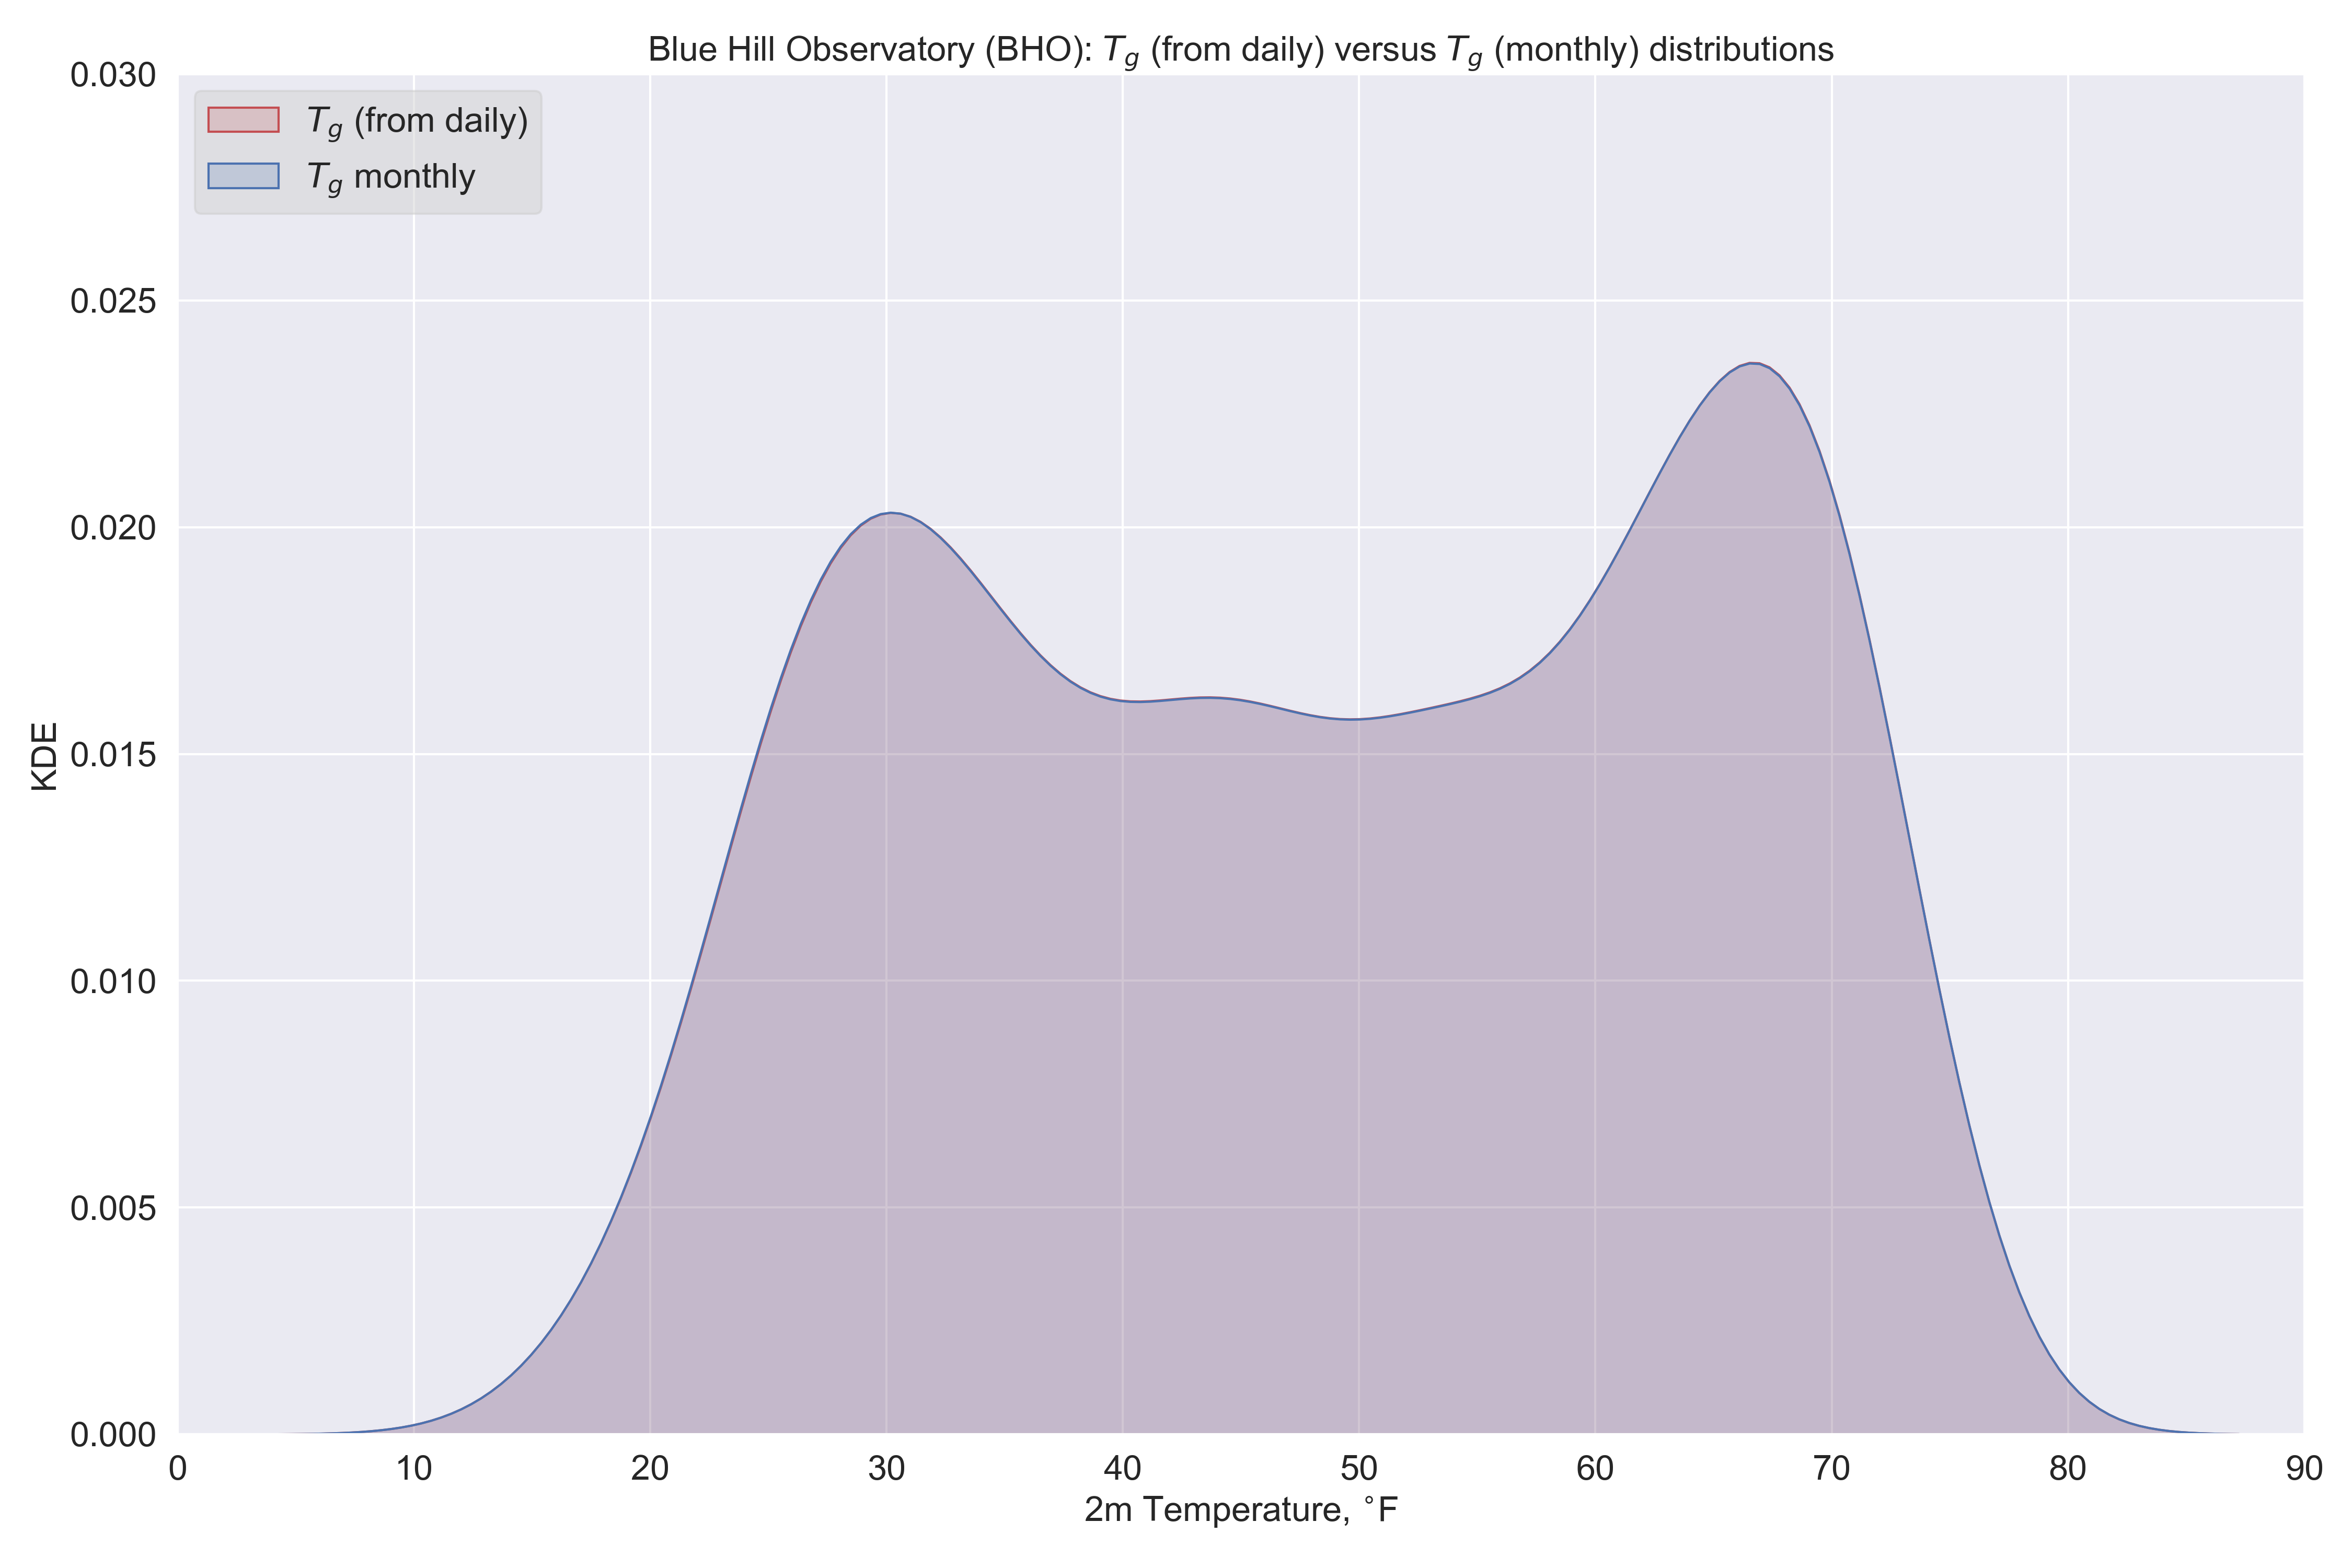 Blue Hill Observatory (BHO): Tg (from daily) versus Tg (monthly) distributions
0.030
Tg (from daily)
Tg monthly
0.025
0.020
KDE
0.015
0.010
0.005
0.000
0 10 20 30 40 50 60 70 80 90
2m Temperature, °F